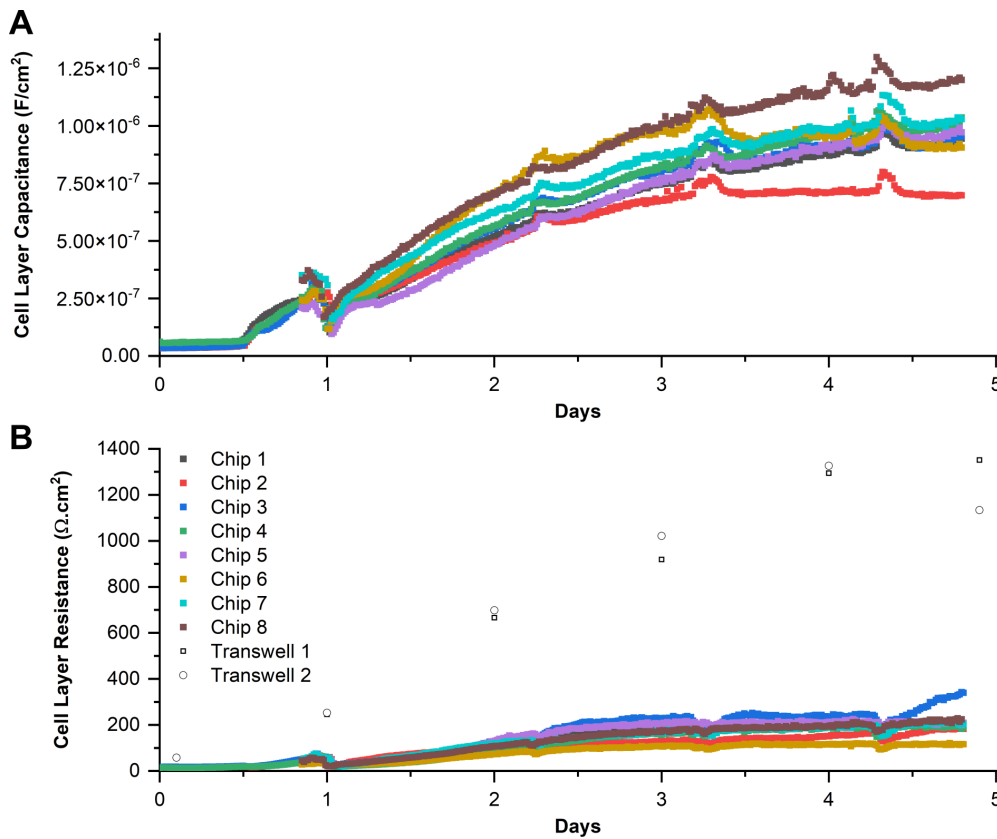 A
Cell Layer Capacitance (F/cm²)
1.25×10⁻⁶
1.00×10⁻⁶
7.50×10⁻⁷
5.00×10⁻⁷
2.50×10⁻⁷
0.00
0 1 2 3 4 5
Days
B
Cell Layer Resistance (Ω.cm²)
1400
1200
1000
800
600
400
200
0
Chip 1
Chip 2
Chip 3
Chip 4
Chip 5
Chip 6
Chip 7
Chip 8
Transwell 1
Transwell 2
0 1 2 3 4 5
Days